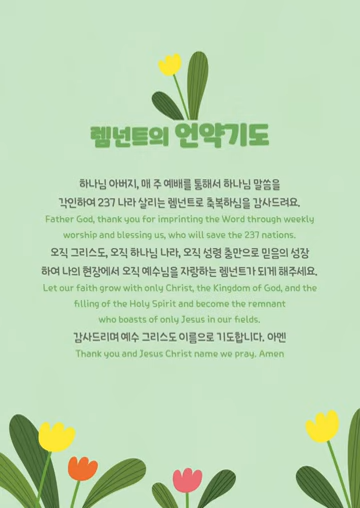 렘넌트의 언약기도
하나님 아버지, 매 주 예배를 통해서 하나님 말씀을
각인하여 237 나라 살리는 렘넌트로 축복하심을 감사드려요.
Father God, thank you for imprinting the Word through weekly
worship and blessing us, who will save the 237 nations.
오직 그리스도, 오직 하나님 나라, 오직 성령 충만으로 믿음의 성장
하여 나의 현장에서 오직 예수님을 자랑하는 렘넌트가 되게 해주세요.
Let our faith grow with only Christ, the Kingdom of God, and the
filling of the Holy Spirit and become the remnant
who boasts of only Jesus in our fields.
감사드리며 예수 그리스도 이름으로 기도합니다. 아멘
Thank you and Jesus Christ name we pray. Amen